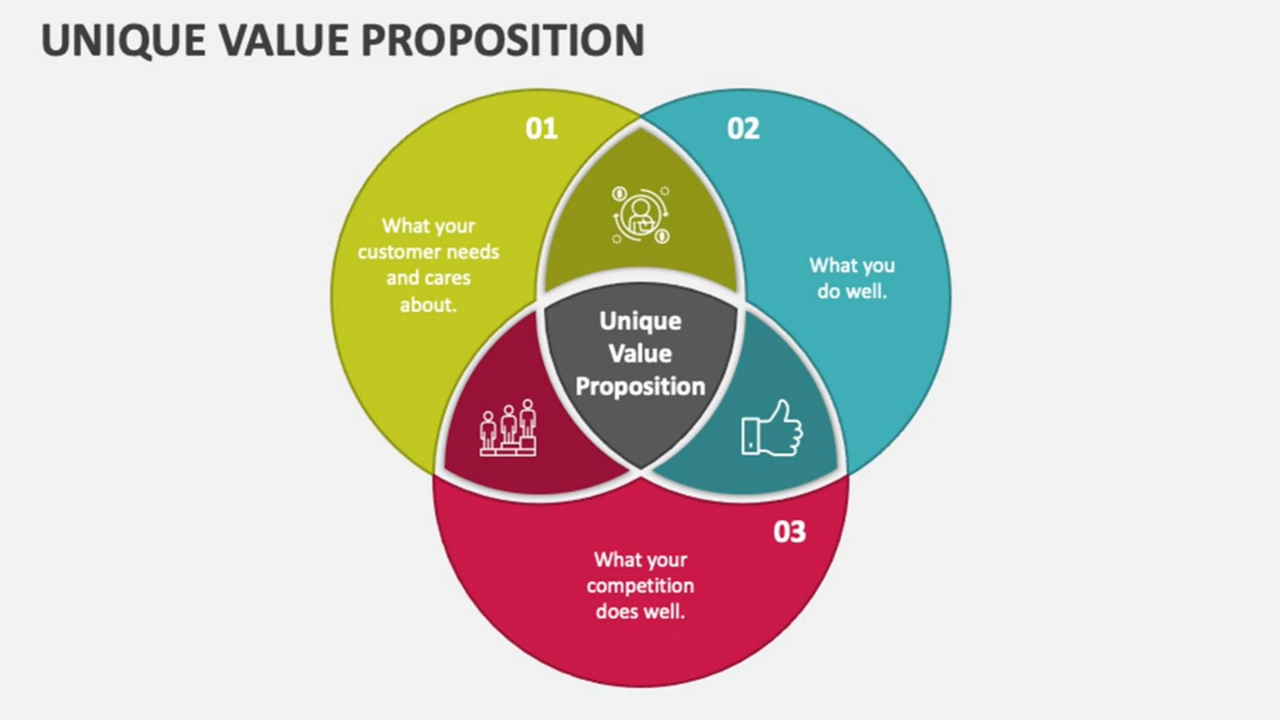 UNIQUE VALUE PROPOSITION
01
02
What your
customer needs
and cares
about.
What you
do well.
Unique
Value
Proposition
03
What your
competition
does well.